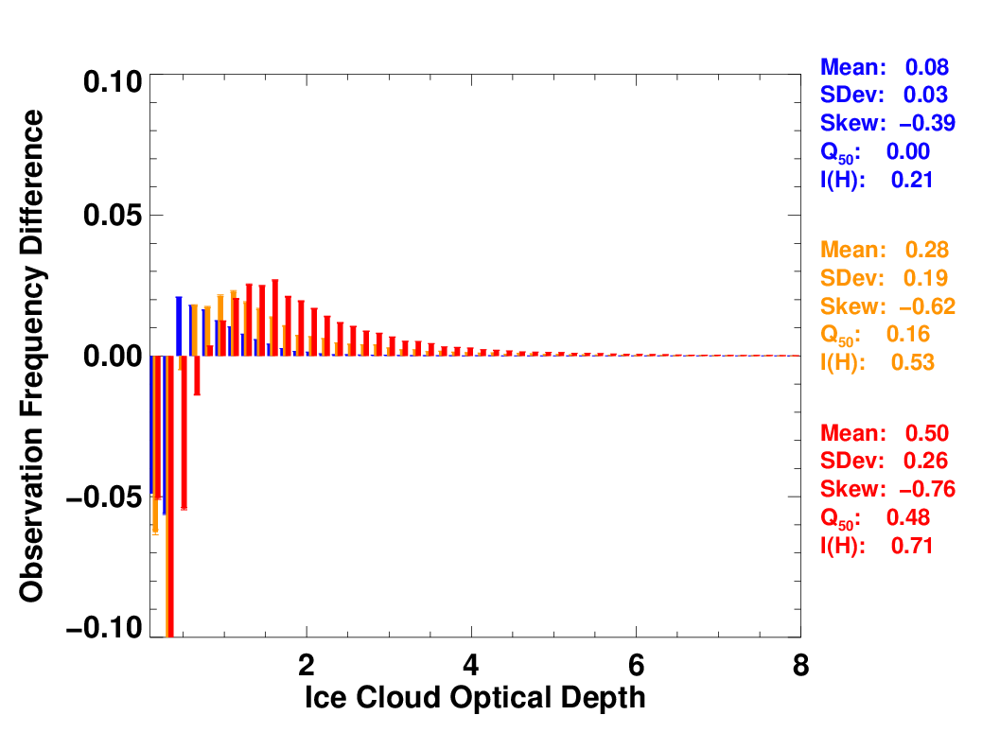 0.10
0.05
0.00
−0.05
−0.10
Observation Frequency Difference
2 4 6 8
Ice Cloud Optical Depth
Mean: 0.08
SDev: 0.03
Skew: −0.39
Q50: 0.00
I(H): 0.21
Mean: 0.28
SDev: 0.19
Skew: −0.62
Q50: 0.16
I(H): 0.53
Mean: 0.50
SDev: 0.26
Skew: −0.76
Q50: 0.48
I(H): 0.71